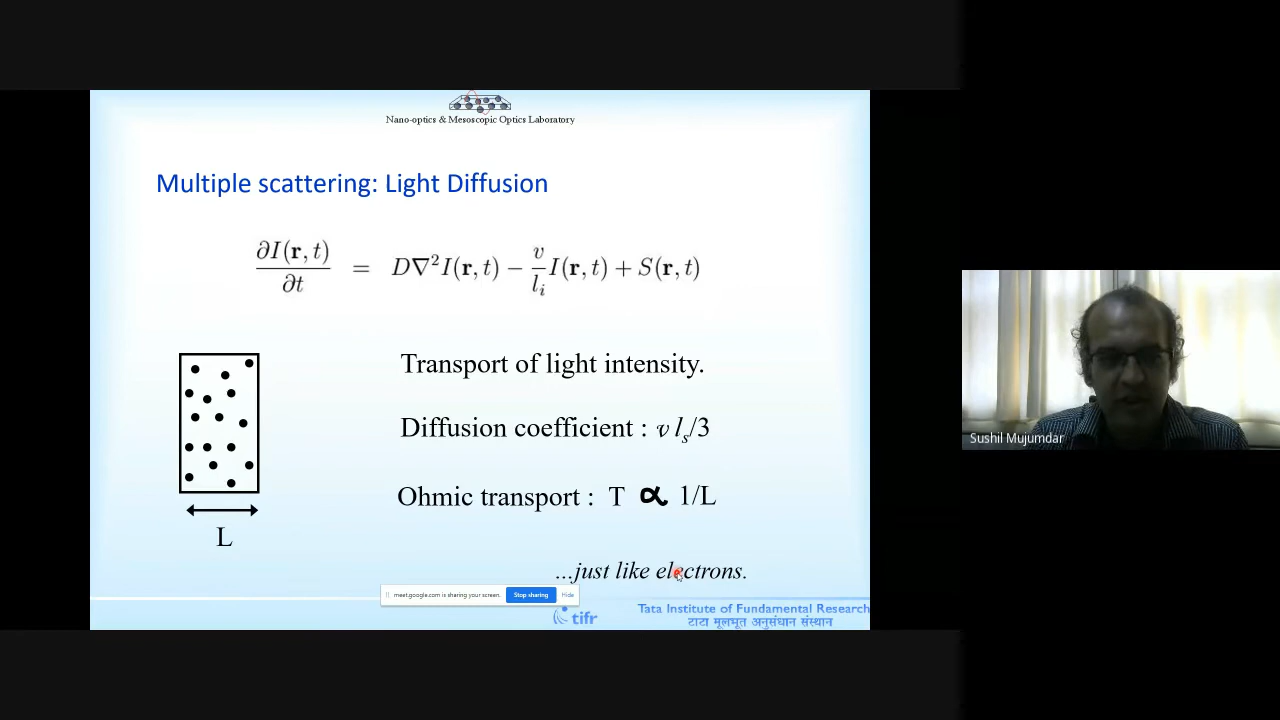 Nano-optics & Mesoscopic Optics Laboratory
Multiple scattering: Light Diffusion
∂I(r, t)/∂t = D∇²I(r, t) − v/lᵢ I(r, t) + S(r, t)
Transport of light intensity.
Diffusion coefficient : v lₛ/3
Ohmic transport : T ∝ 1/L
L
...just like electrons.
meet.google.com is sharing your screen. Stop sharing Hide
tifr
Tata Institute of Fundamental Research
टाटा मूलभूत अनुसंधान संस्थान
Sushil Mujumdar